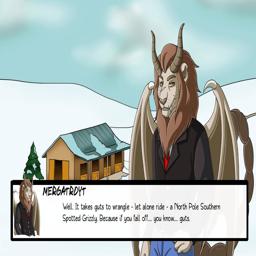 MERGATRDYT
Well. It takes guts to wrangle - let alone ride - a North Pole Southern
Spotted Grizzly. Because if you fall off.... you know... guts.